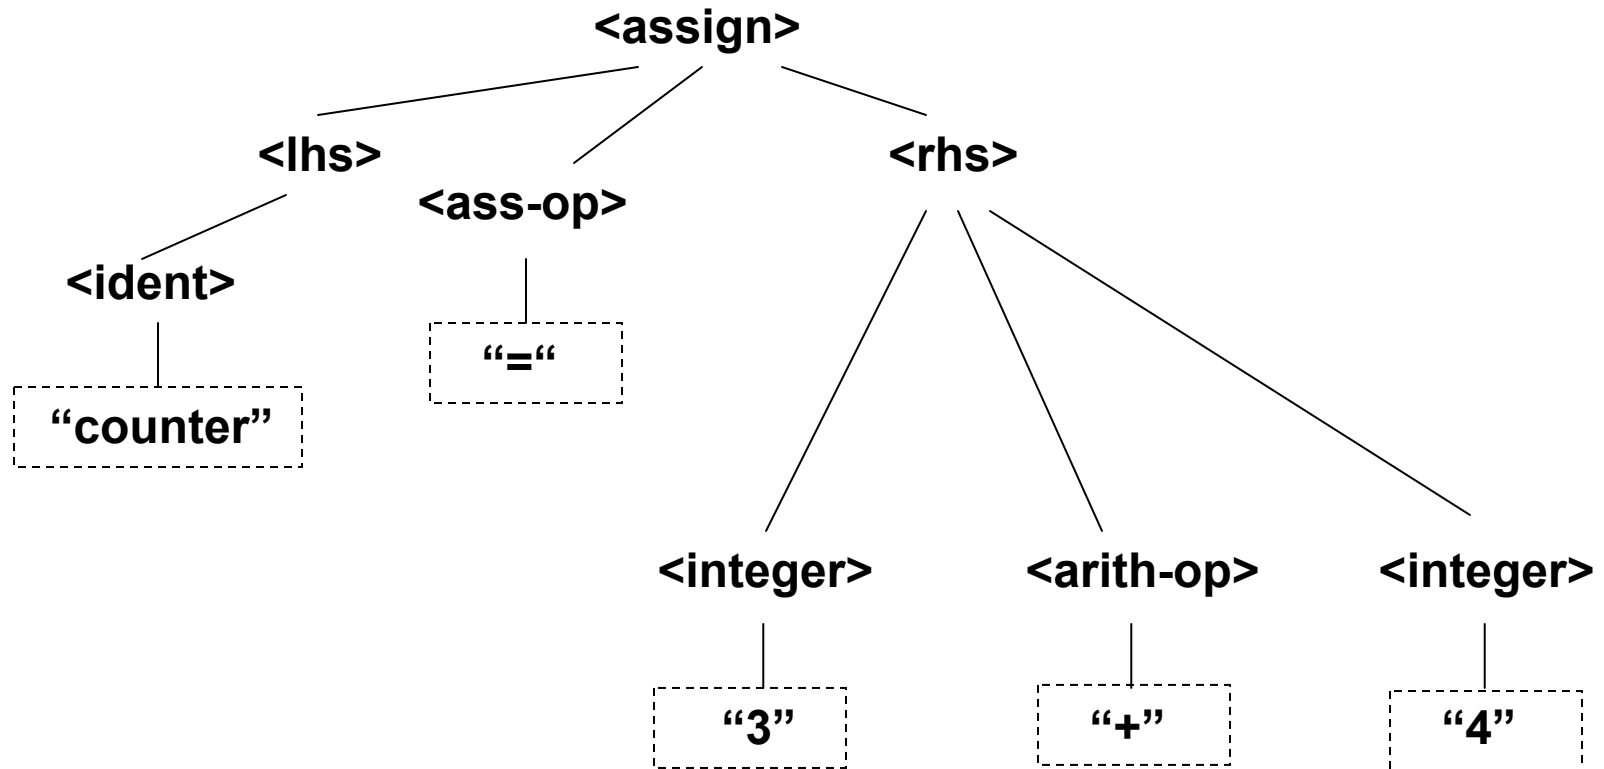 <assign>
<lhs>
<rhs>
<ass-op>
<ident>
“=“
“counter”
<integer>
<arith-op>
<integer>
“3”
“+”
“4”